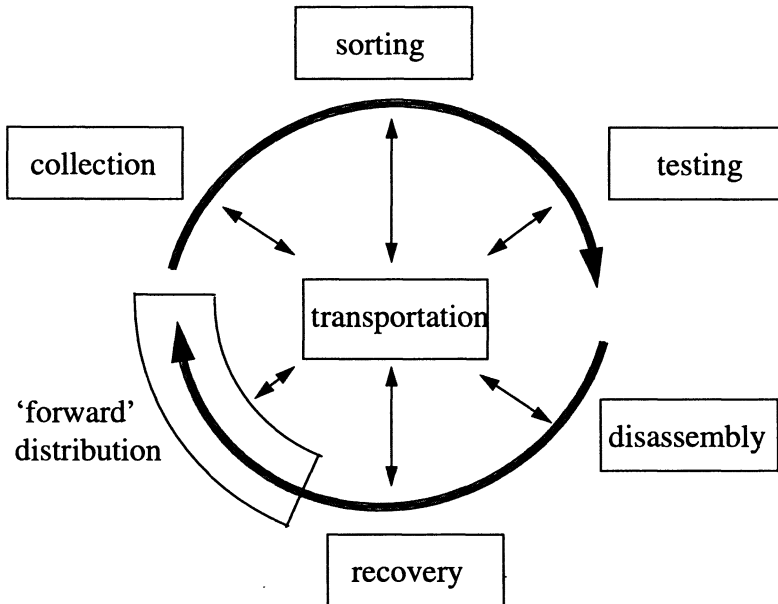 sorting
collection
testing
transportation
'forward'
distribution
disassembly
recovery